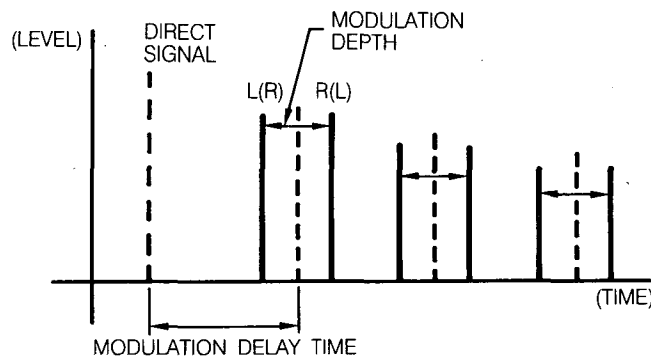 MODULATION
DEPTH
DIRECT
SIGNAL
(LEVEL)
L(R) R(L)
(TIME)
MODULATION DELAY TIME